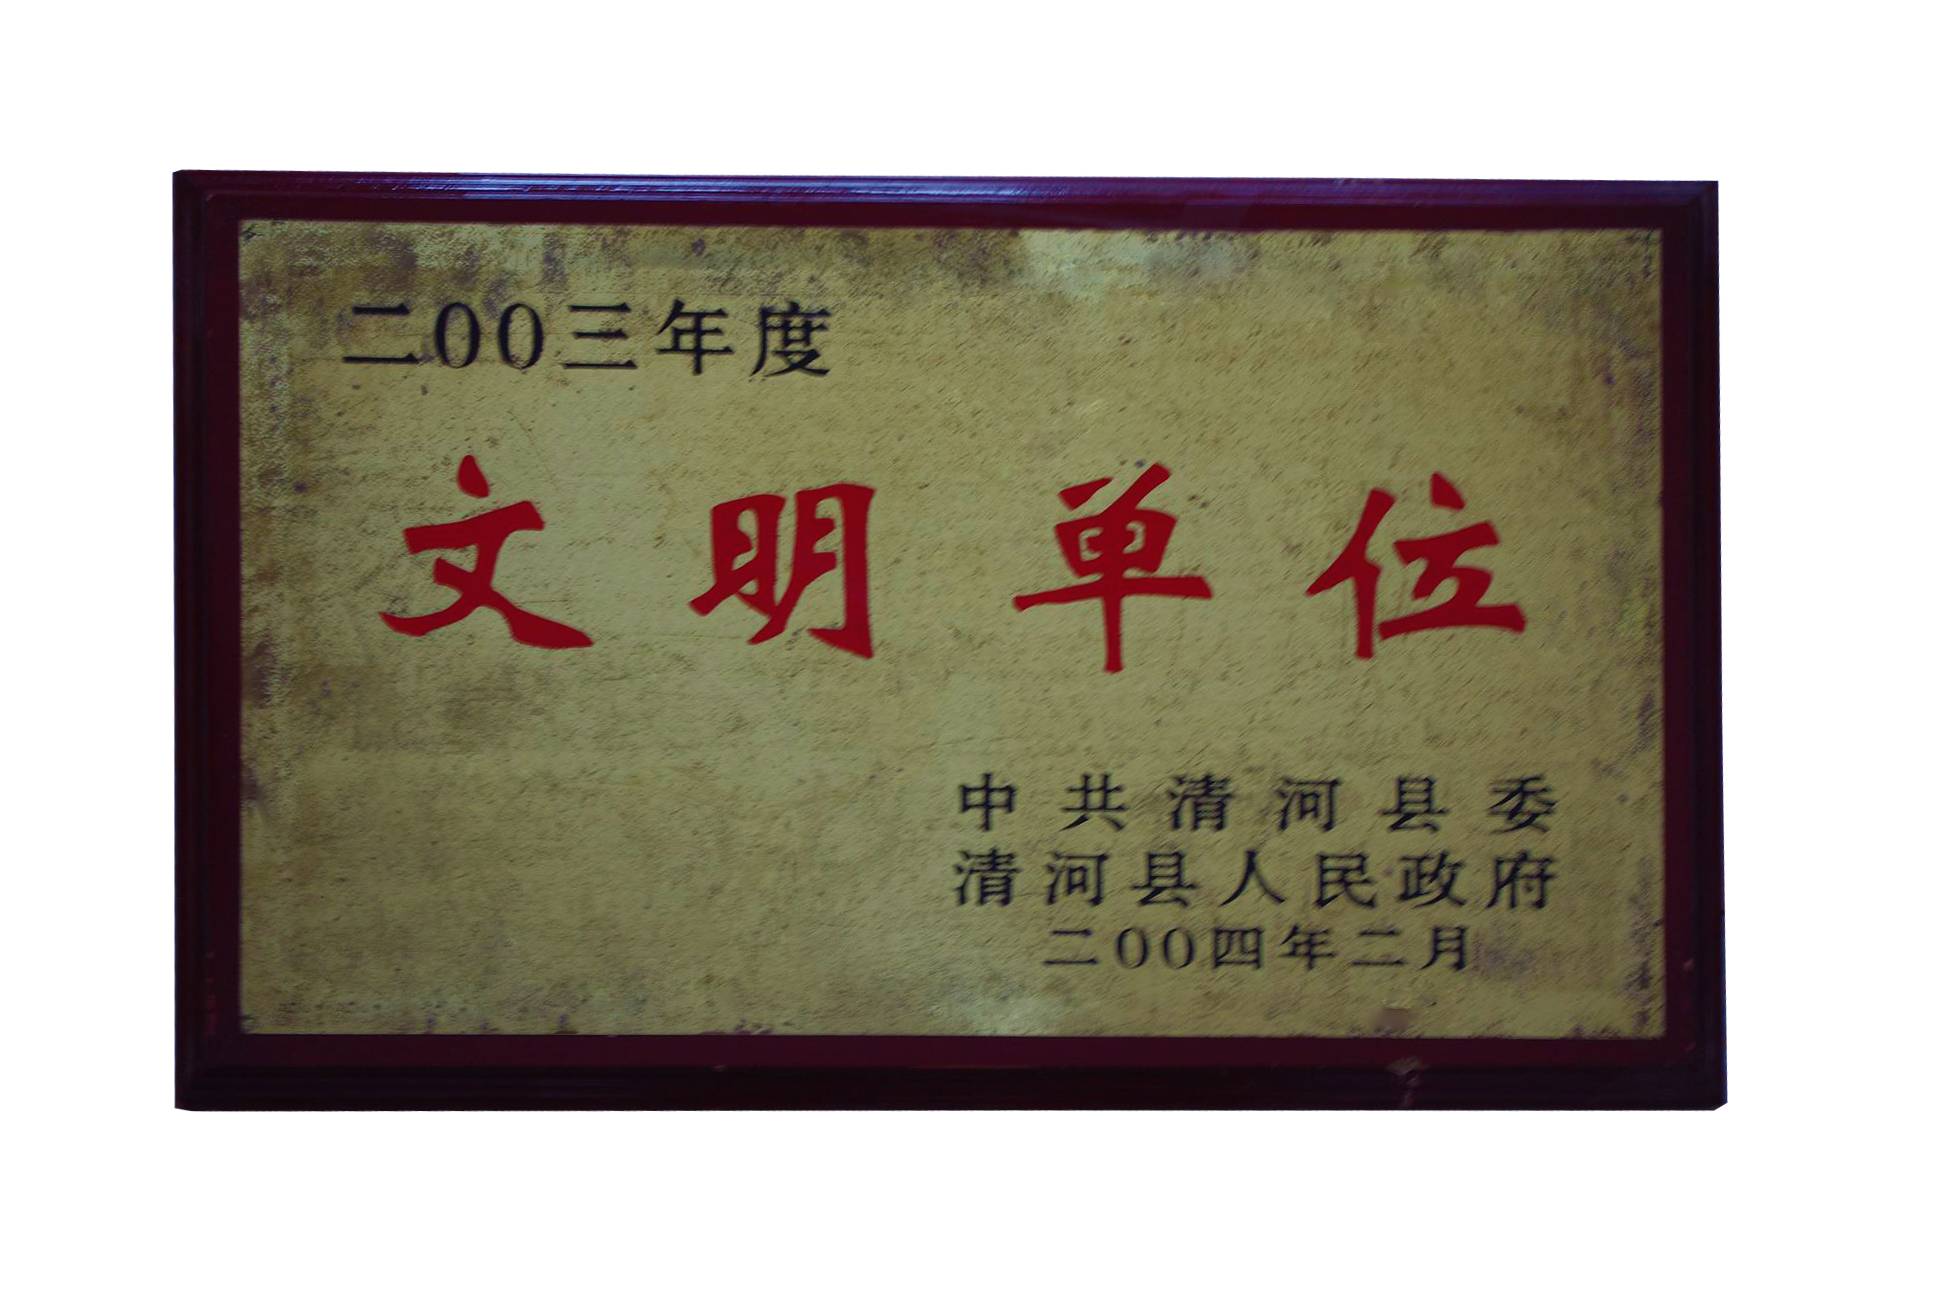 二00三年度
文明单位
中共清河县委
清河县人民政府
二00四年二月